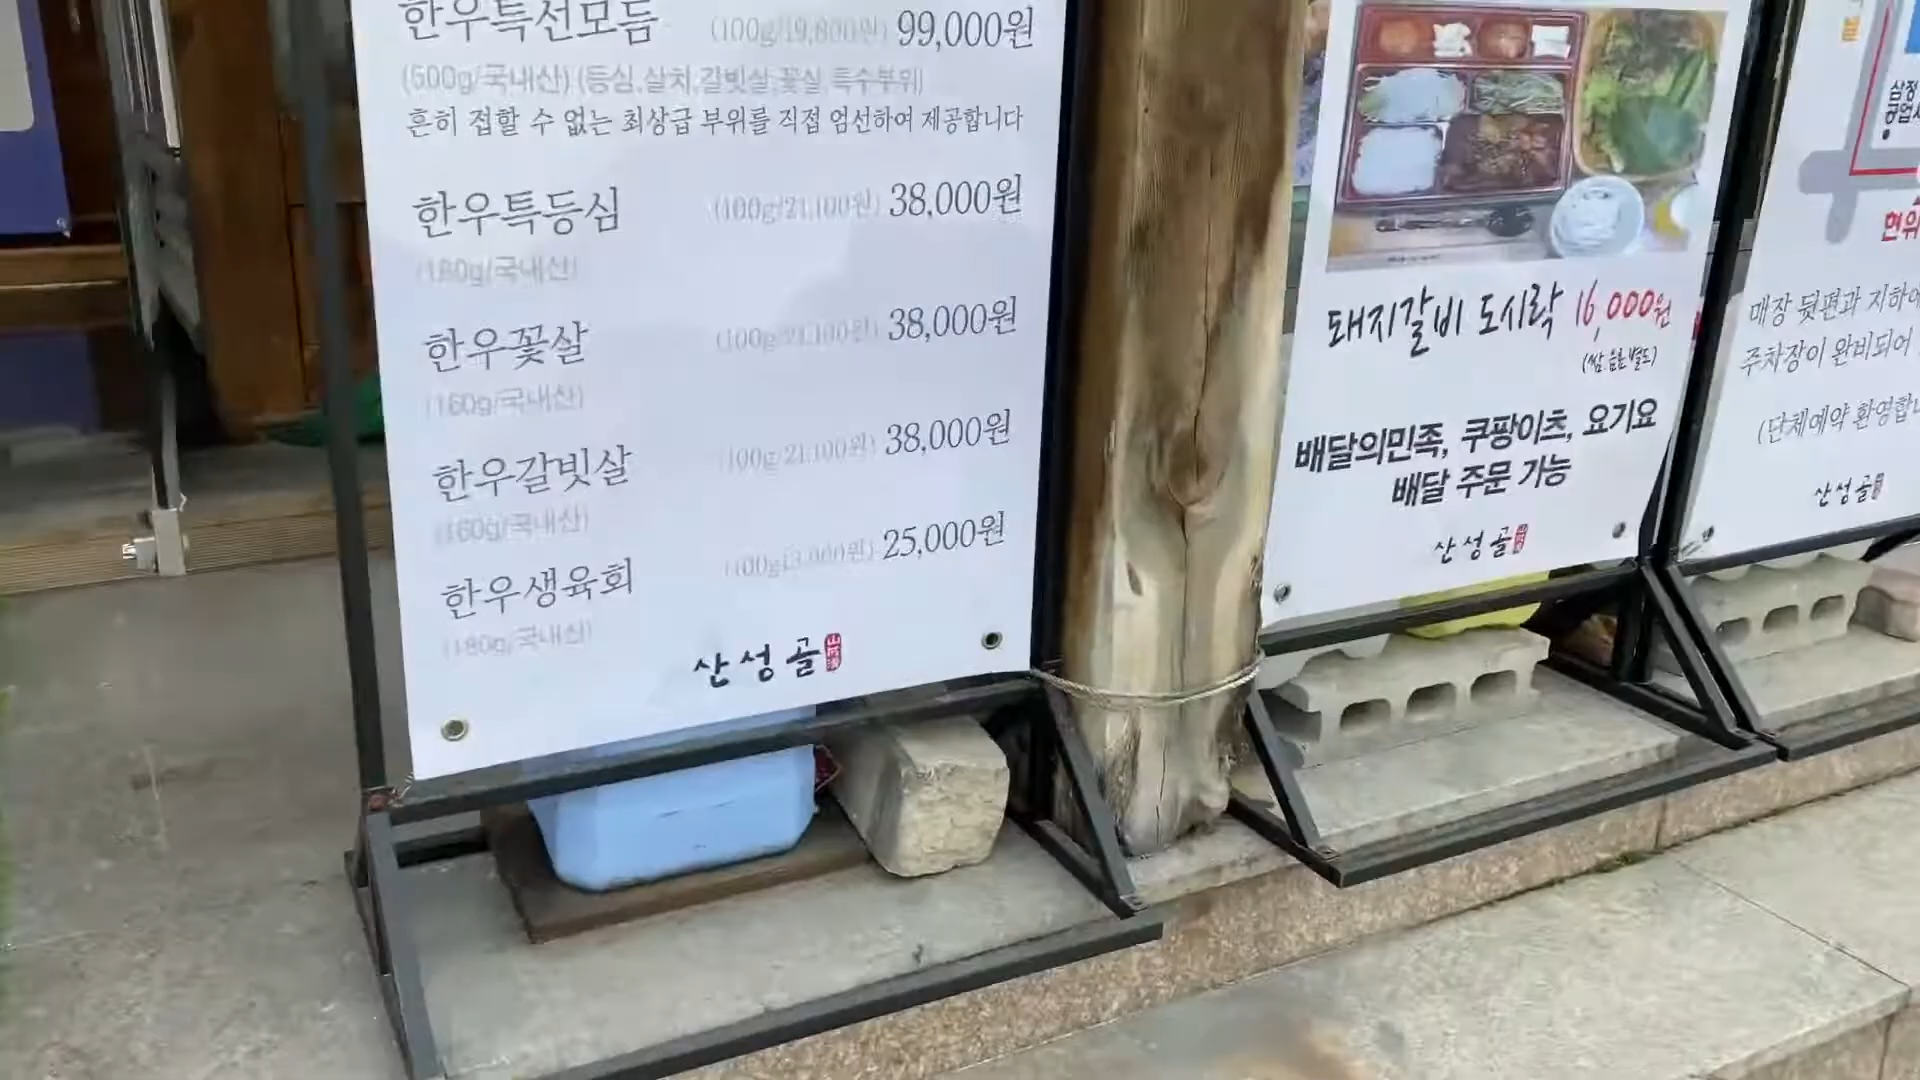 한우특선모듬 (100g/19,800원) 99,000원
(500g/국내산) (등심,살치,갈빗살,꽃살,특수부위)
흔히 접할 수 없는 최상급 부위를 직접 엄선하여 제공합니다
한우특등심 (100g/21,100원) 38,000원
(180g/국내산)
한우꽃살 (100g/21,100원) 38,000원
(160g/국내산)
한우갈빗살 (100g/21,100원) 38,000원
(160g/국내산)
한우생육회 25,000원
(180g/국내산)
산성골
돼지갈비 도시락 16,000원
배달의민족, 쿠팡이츠, 요기요
배달 주문 가능
산성골
삼정
현위
매장 뒷편과 지하에
주차장이 완비되어
(단체예약 환영합니
산성골